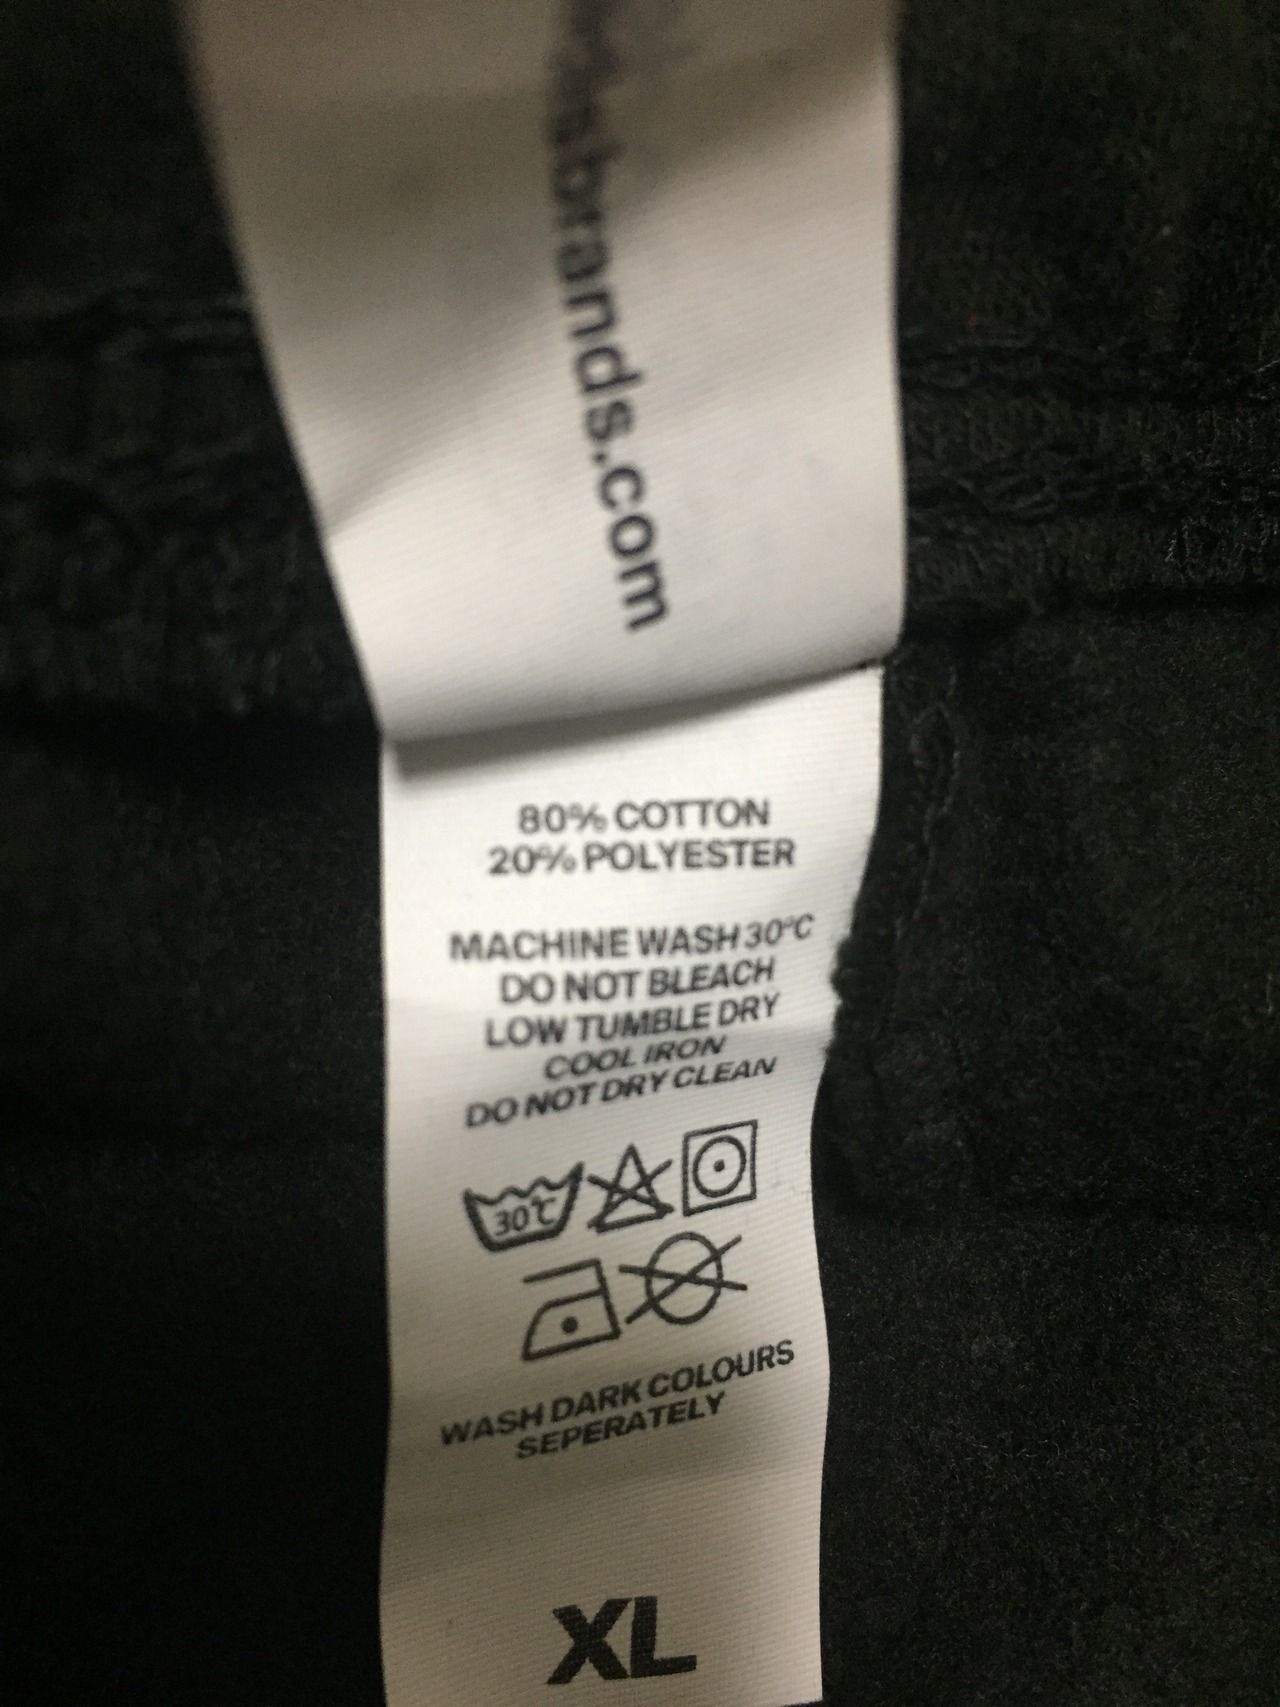 sbrands.com
80% COTTON
20% POLYESTER
MACHINE WASH 30°C
DO NOT BLEACH
LOW TUMBLE DRY
COOL IRON
DO NOT DRY CLEAN
30°C
WASH DARK COLOURS
SEPERATELY
XL